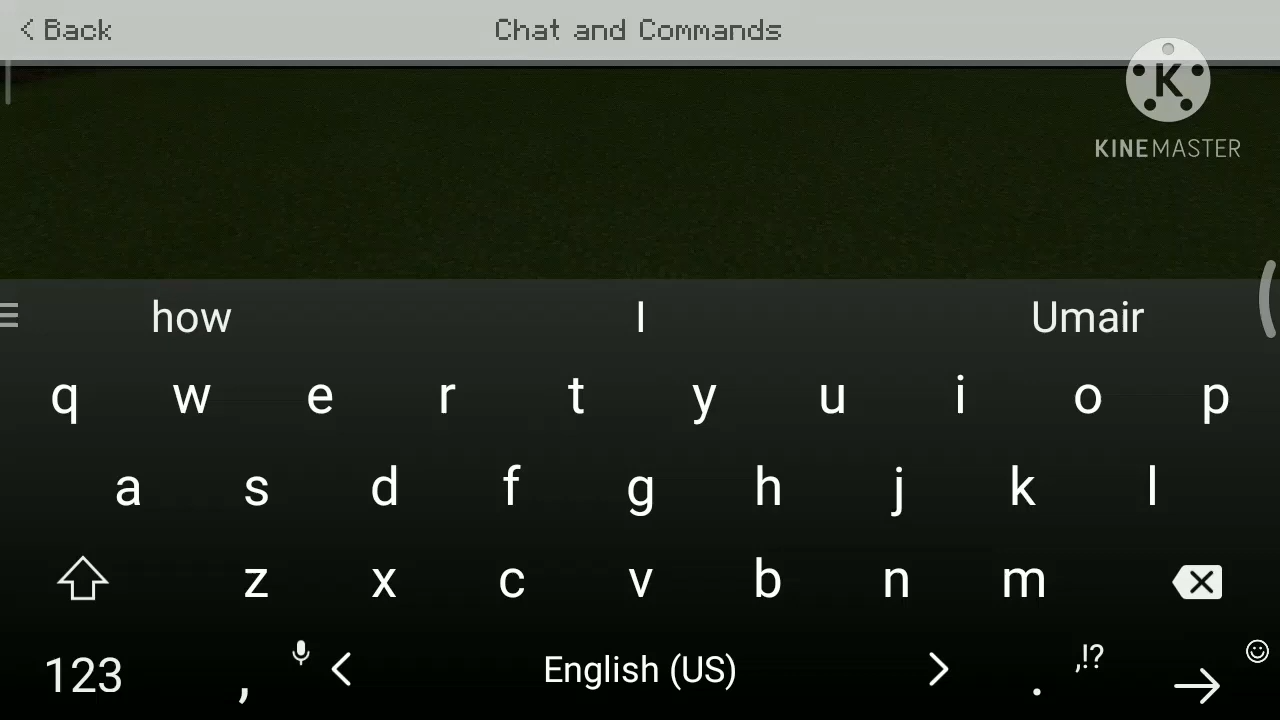 < Back
Chat and Commands
K
KINEMASTER
how I Umair
q w e r t y u i o p
a s d f g h j k l
z x c v b n m
123 , < English (US) > . ,!?